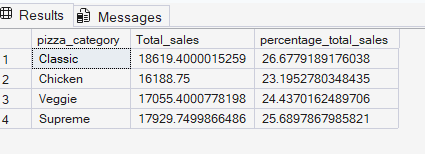 Results Messages
pizza_category Total_sales percentage_total_sales
1 Classic 18619.4000015259 26.6779189176038
2 Chicken 16188.75 23.1952780348435
3 Veggie 17055.4000778198 24.4370162489706
4 Supreme 17929.7499866486 25.6897867985821